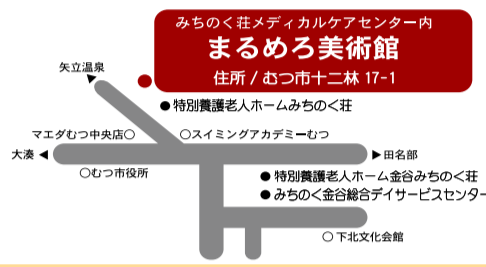 みちのく荘メディカルケアセンター内
まるめろ美術館
住所 / むつ市十二林 17-1
矢立温泉
●特別養護老人ホームみちのく荘
マエダむつ中央店○
○スイミングアカデミーむつ
大湊◀
▶田名部
○むつ市役所
●特別養護老人ホーム金谷みちのく荘
●みちのく金谷総合デイサービスセンター
○下北文化会館